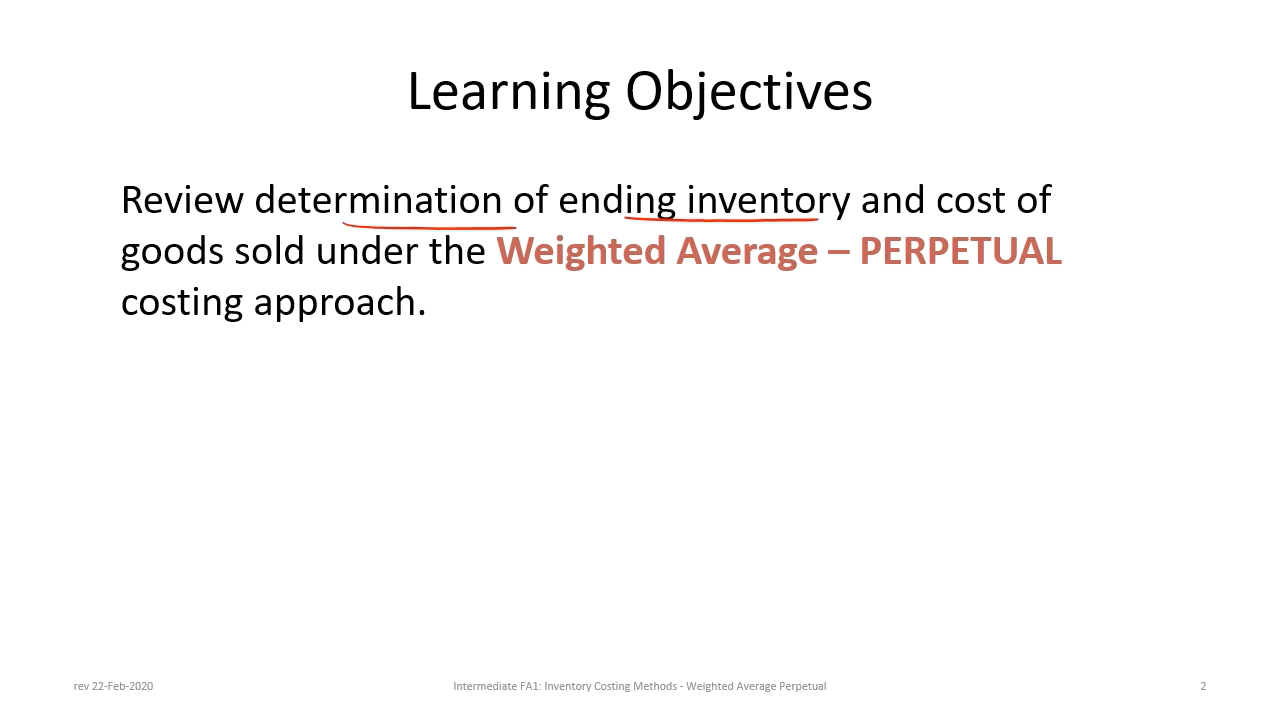 Learning Objectives
Review determination of ending inventory and cost of
goods sold under the Weighted Average – PERPETUAL
costing approach.
rev 22-Feb-2020
Intermediate FA1: Inventory Costing Methods - Weighted Average Perpetual
2